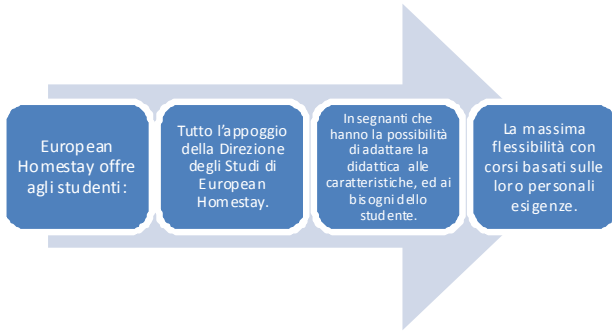 European
Homestay offre
agli studenti:
Tutto l'appoggio
della Direzione
degli Studi di
European
Homestay.
Insegnanti che
hanno la possibilità
di adattare la
didattica alle
caratteristiche, ed ai
bisogni dello
studente.
La massima
flessibilità con
corsi basati sulle
loro personali
esigenze.